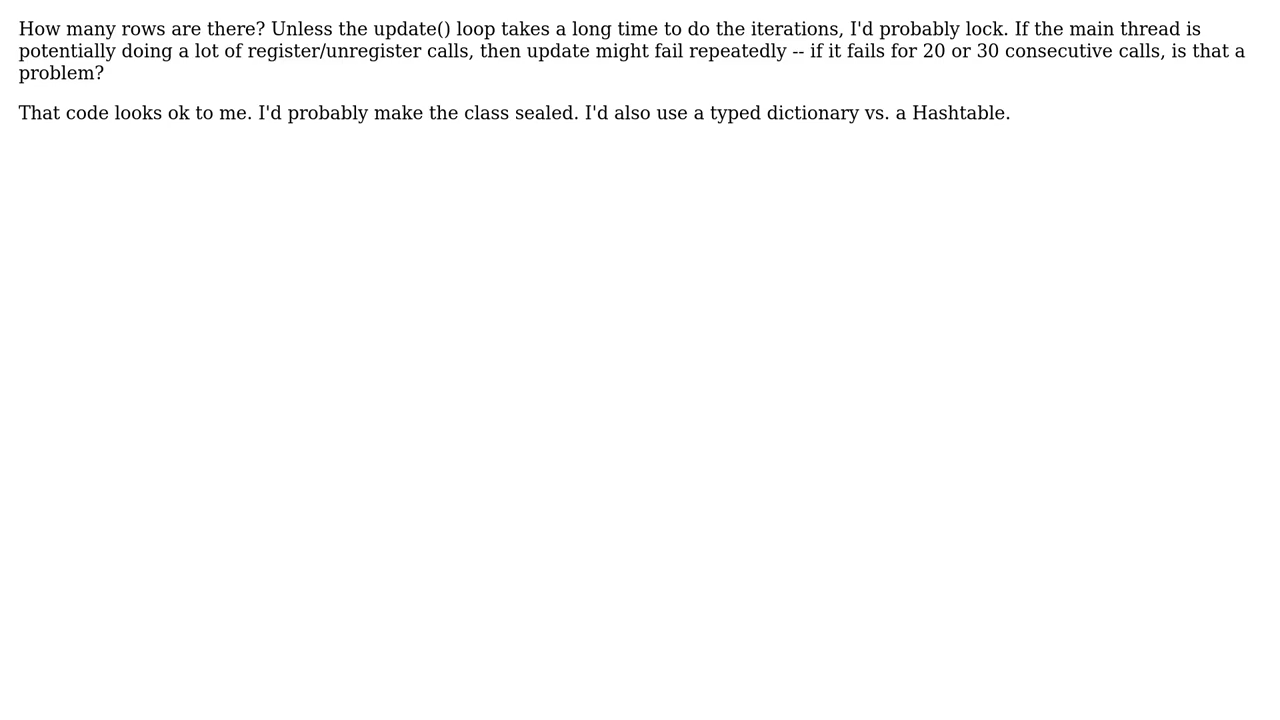 How many rows are there? Unless the update() loop takes a long time to do the iterations, I'd probably lock. If the main thread is
potentially doing a lot of register/unregister calls, then update might fail repeatedly -- if it fails for 20 or 30 consecutive calls, is that a
problem?
That code looks ok to me. I'd probably make the class sealed. I'd also use a typed dictionary vs. a Hashtable.